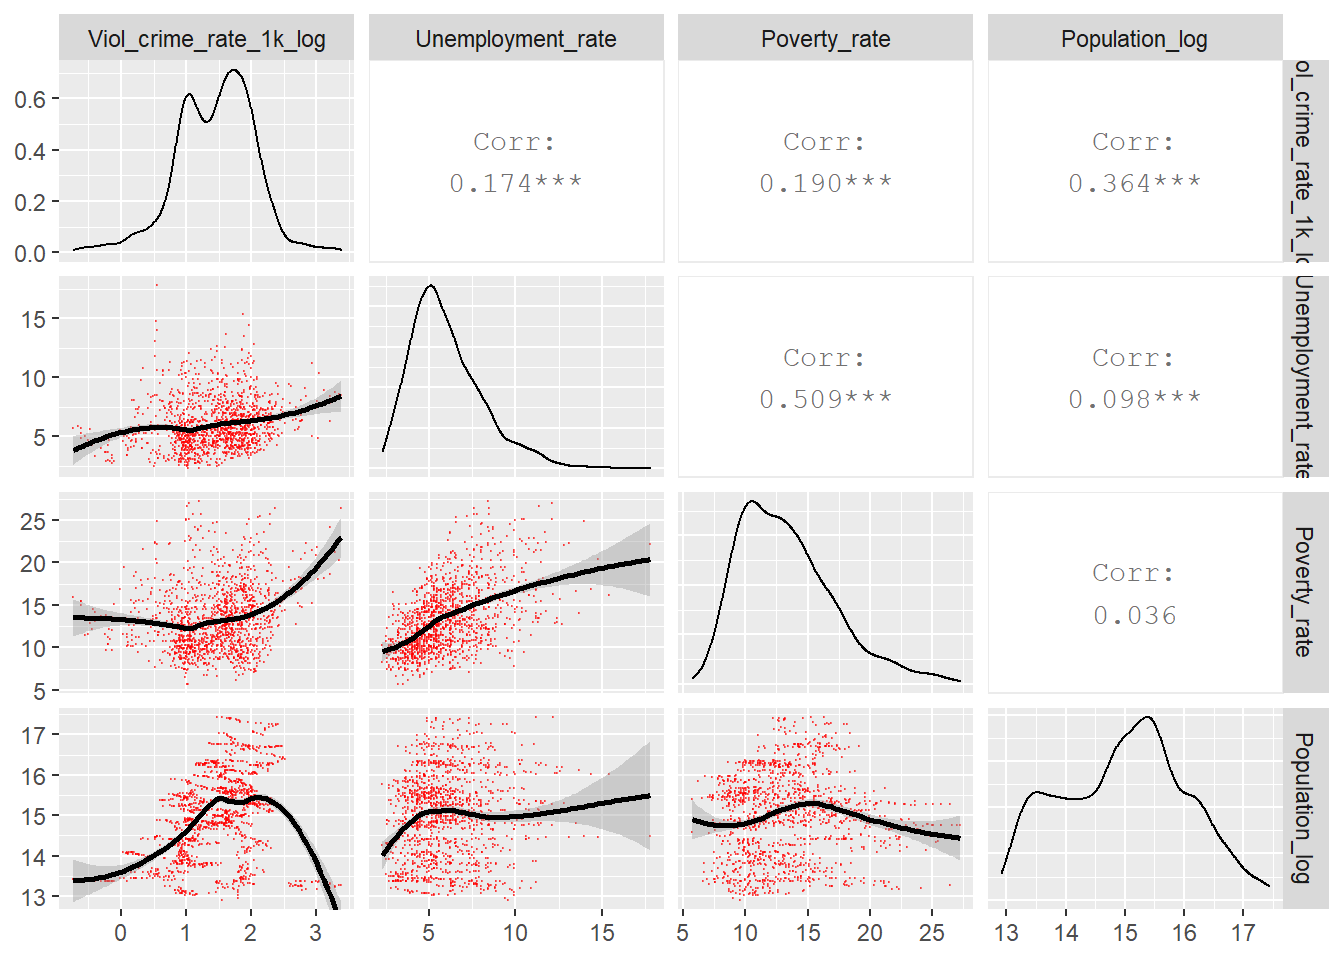 Viol_crime_rate_1k_log Unemployment_rate Poverty_rate Population_log
0.6
0.4
0.2
0.0
Corr:
0.174***
Corr:
0.190***
Corr:
0.364***
ol_crime_rate_1k_lo
15
10
5
Corr:
0.509***
Corr:
0.098***
Unemployment_rate
25
20
15
10
5
Corr:
0.036
Poverty_rate
17
16
15
14
13
Population_log
0 1 2 3 5 10 15 5 10 15 20 25 13 14 15 16 17